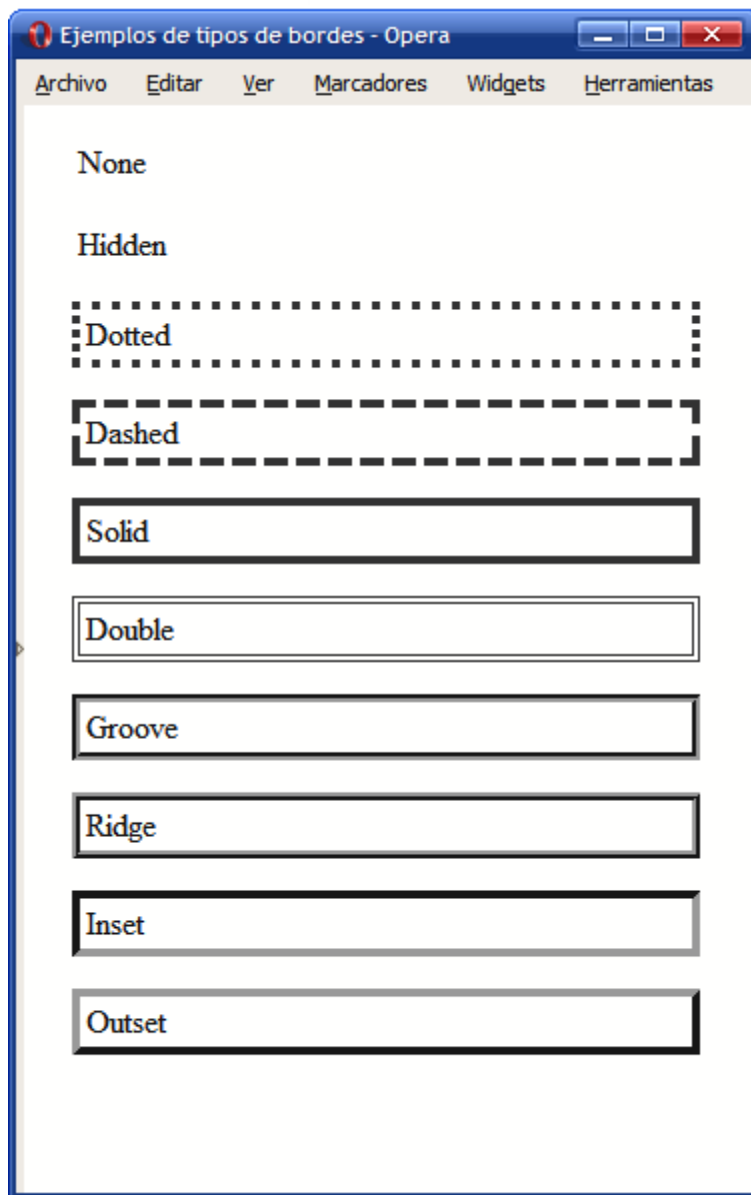 Ejemplos de tipos de bordes - Opera
Archivo Editar Ver Marcadores Widgets Herramientas
None
Hidden
Dotted
Dashed
Solid
Double
Groove
Ridge
Inset
Outset